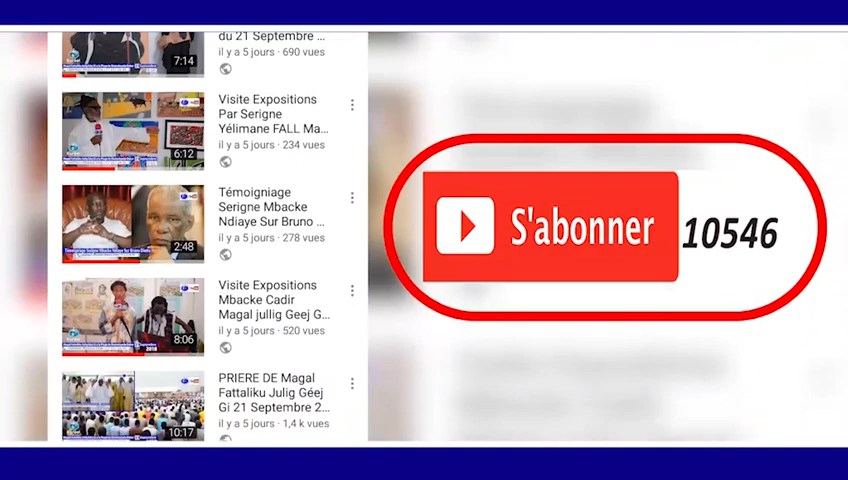 du 21 Septembre ...
il y a 5 jours · 690 vues
7:14
Visite Expositions
Par Serigne
Yélimane FALL Ma...
il y a 5 jours · 234 vues
6:12
Témoigniage
Serigne Mbacke
Ndiaye Sur Bruno ...
il y a 5 jours · 278 vues
2:48
Visite Expositions
Mbacke Cadir
Magal jullig Geej G...
il y a 5 jours · 520 vues
8:06
PRIERE DE Magal
Fattaliku Julig Géej
Gi 21 Septembre 2...
il y a 5 jours · 1,4 k vues
10:17
S'abonner
10546